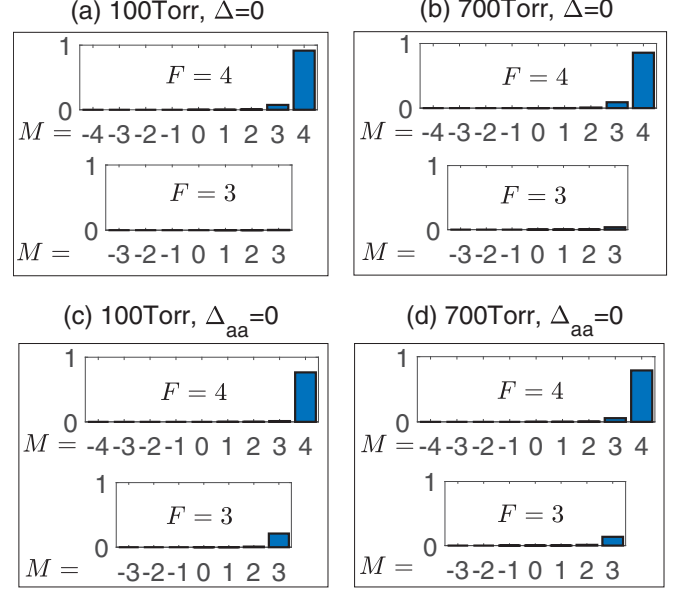 (a) 100Torr, Δ=0
1
F = 4
0
M = -4 -3 -2 -1 0 1 2 3 4
1
F = 3
0
M = -3 -2 -1 0 1 2 3
(b) 700Torr, Δ=0
1
F = 4
0
M = -4 -3 -2 -1 0 1 2 3 4
1
F = 3
0
M = -3 -2 -1 0 1 2 3
(c) 100Torr, Δaa=0
1
F = 4
0
M = -4 -3 -2 -1 0 1 2 3 4
1
F = 3
0
M = -3 -2 -1 0 1 2 3
(d) 700Torr, Δaa=0
1
F = 4
0
M = -4 -3 -2 -1 0 1 2 3 4
1
F = 3
0
M = -3 -2 -1 0 1 2 3